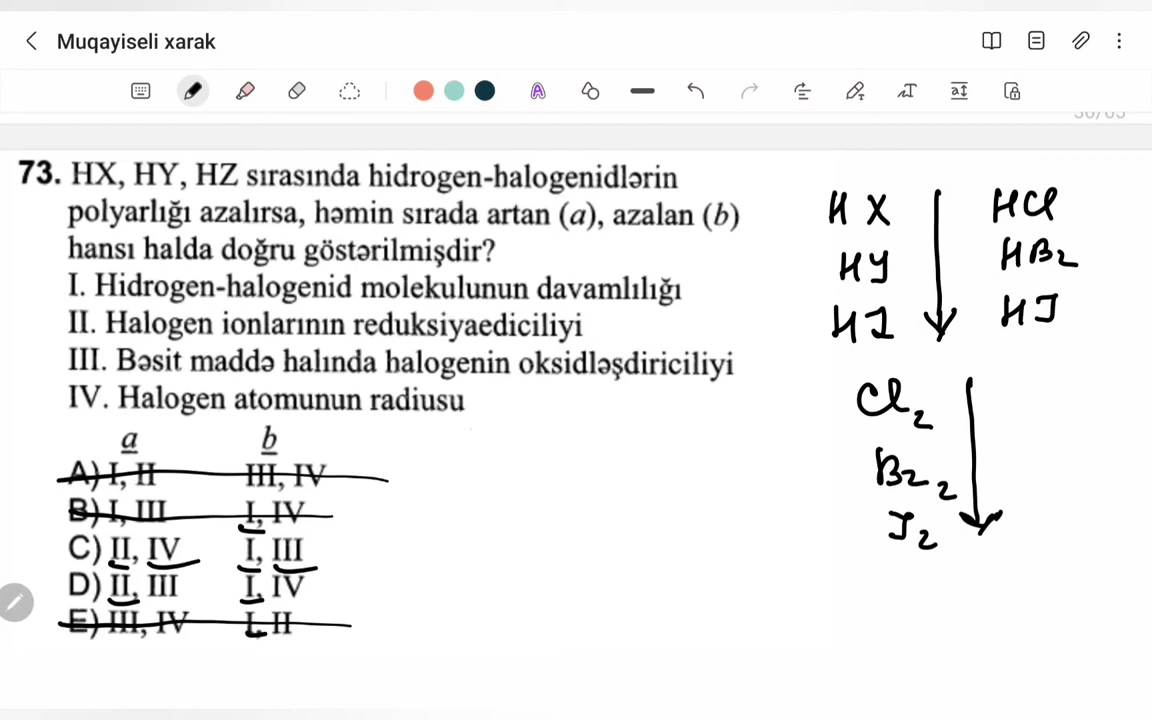 Muqayiseli xarak
73. HX, HY, HZ sırasında hidrogen-halogenidlərin
polyarlığı azalırsa, həmin sırada artan (a), azalan (b)
hansı halda doğru göstərilmişdir?
I. Hidrogen-halogenid molekulunun davamlılığı
II. Halogen ionlarının reduksiyaediciliyi
III. Bəsit maddə halında halogenin oksidləşdiriciliyi
IV. Halogen atomunun radiusu
a b
A) I, II III, IV
B) I, III I, IV
C) II, IV I, III
D) II, III I, IV
E) III, IV I, II
HX HCl
HY HBr
HZ HJ
Cl2
Br2
J2